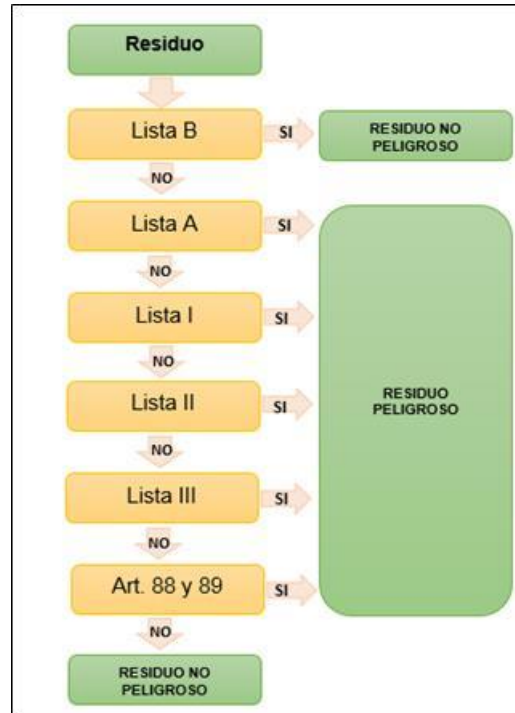 Residuo
Lista B
SI
RESIDUO NO
PELIGROSO
NO
Lista A
SI
NO
Lista I
SI
NO
RESIDUO
PELIGROSO
Lista II
SI
NO
Lista III
SI
NO
Art. 88 y 89
SI
NO
RESIDUO NO
PELIGROSO